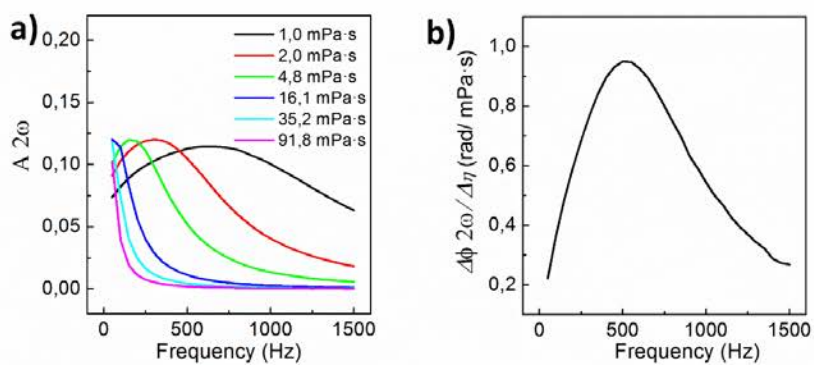 a)
A 2ω
0,20
0,15
0,10
0,05
0,00
1,0 mPa·s
2,0 mPa·s
4,8 mPa·s
16,1 mPa·s
35,2 mPa·s
91,8 mPa·s
0 500 1000 1500
Frequency (Hz)
b)
Δϕ 2ω/Δη (rad/ mPa·s)
1,0
0,8
0,6
0,4
0,2
0 500 1000 1500
Frequency (Hz)